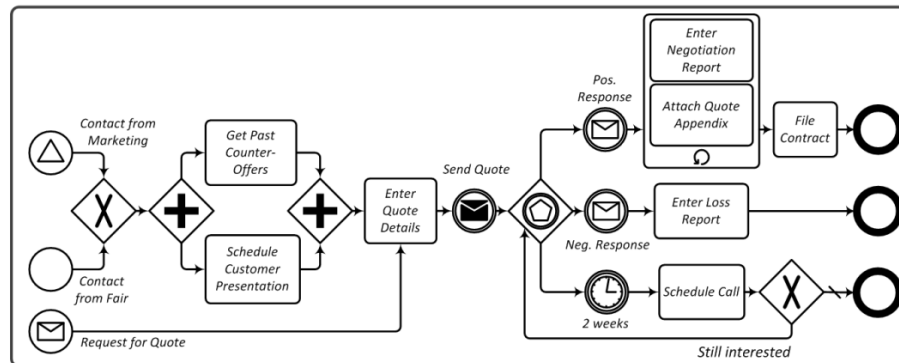 Contact from
Marketing
Contact
from Fair
Request for Quote
Get Past
Counter-
Offers
Schedule
Customer
Presentation
Enter
Quote
Details
Send Quote
Pos.
Response
Enter
Negotiation
Report
Attach Quote
Appendix
File
Contract
Neg. Response
Enter Loss
Report
2 weeks
Schedule Call
Still interested